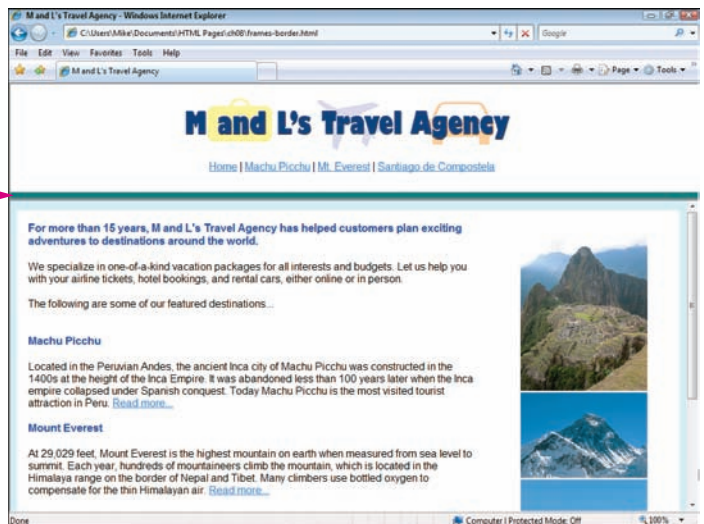 M and L's Travel Agency - Windows Internet Explorer
C:\Users\Mike\Documents\HTML Pages\ch08\frames-border.html
Google
File Edit View Favorites Tools Help
M and L's Travel Agency
Page Tools
M and L's Travel Agency
Home | Machu Picchu | Mt. Everest | Santiago de Compostela
For more than 15 years, M and L's Travel Agency has helped customers plan exciting
adventures to destinations around the world.
We specialize in one-of-a-kind vacation packages for all interests and budgets. Let us help you
with your airline tickets, hotel bookings, and rental cars, either online or in person.
The following are some of our featured destinations...
Machu Picchu
Located in the Peruvian Andes, the ancient Inca city of Machu Picchu was constructed in the
1400s at the height of the Inca Empire. It was abandoned less than 100 years later when the Inca
empire collapsed under Spanish conquest. Today Machu Picchu is the most visited tourist
attraction in Peru. Read more...
Mount Everest
At 29,029 feet, Mount Everest is the highest mountain on earth when measured from sea level to
summit. Each year, hundreds of mountaineers climb the mountain, which is located in the
Himalaya range on the border of Nepal and Tibet. Many climbers use bottled oxygen to
compensate for the thin Himalayan air. Read more...
Done Computer | Protected Mode: Off 100%